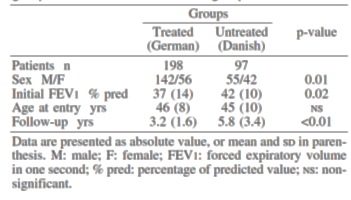 Groups
Treated Untreated p-value
(German) (Danish)
Patients n 198 97
Sex M/F 142/56 55/42 0.01
Initial FEV1 % pred 37 (14) 42 (10) 0.02
Age at entry yrs 46 (8) 45 (10) NS
Follow-up yrs 3.2 (1.6) 5.8 (3.4) <0.01
Data are presented as absolute value, or mean and SD in paren-
thesis. M: male; F: female; FEV1: forced expiratory volume
in one second; % pred: percentage of predicted value; NS: non-
significant.